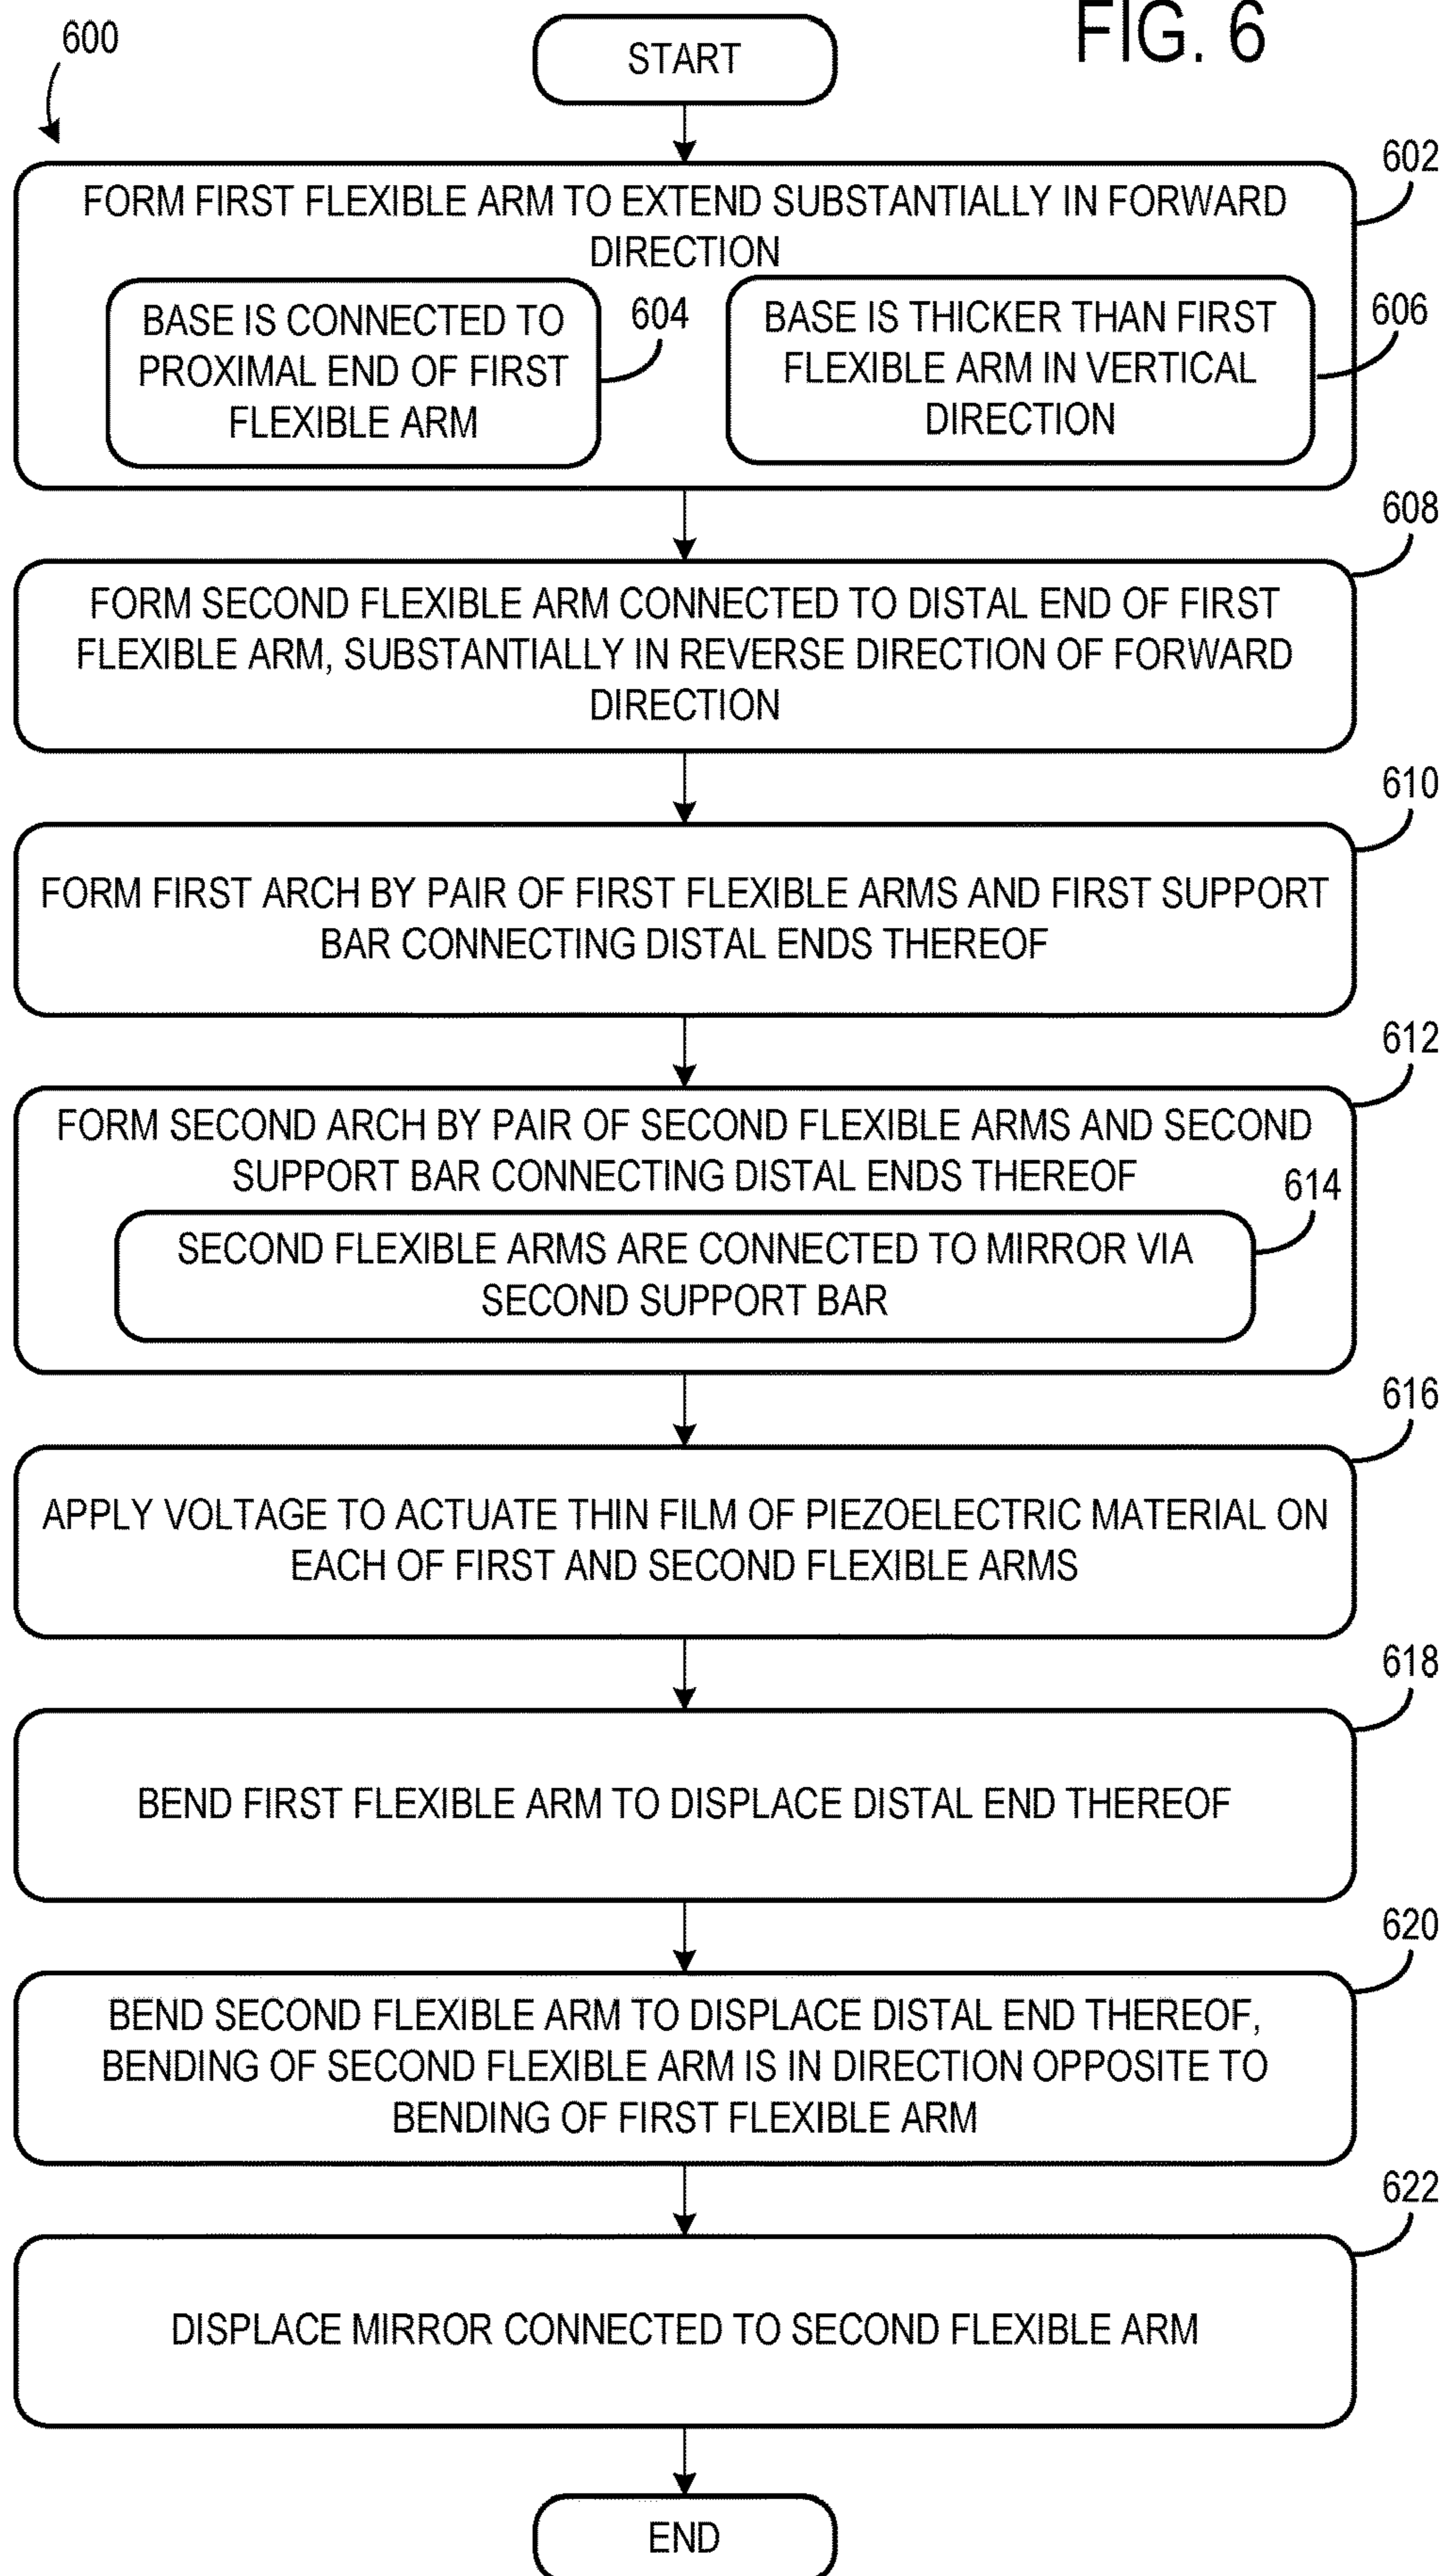 FIG. 6
600
START
602
FORM FIRST FLEXIBLE ARM TO EXTEND SUBSTANTIALLY IN FORWARD
DIRECTION
BASE IS CONNECTED TO
PROXIMAL END OF FIRST
FLEXIBLE ARM
604
BASE IS THICKER THAN FIRST
FLEXIBLE ARM IN VERTICAL
DIRECTION
606
608
FORM SECOND FLEXIBLE ARM CONNECTED TO DISTAL END OF FIRST
FLEXIBLE ARM, SUBSTANTIALLY IN REVERSE DIRECTION OF FORWARD
DIRECTION
610
FORM FIRST ARCH BY PAIR OF FIRST FLEXIBLE ARMS AND FIRST SUPPORT
BAR CONNECTING DISTAL ENDS THEREOF
612
FORM SECOND ARCH BY PAIR OF SECOND FLEXIBLE ARMS AND SECOND
SUPPORT BAR CONNECTING DISTAL ENDS THEREOF
614
SECOND FLEXIBLE ARMS ARE CONNECTED TO MIRROR VIA
SECOND SUPPORT BAR
616
APPLY VOLTAGE TO ACTUATE THIN FILM OF PIEZOELECTRIC MATERIAL ON
EACH OF FIRST AND SECOND FLEXIBLE ARMS
618
BEND FIRST FLEXIBLE ARM TO DISPLACE DISTAL END THEREOF
620
BEND SECOND FLEXIBLE ARM TO DISPLACE DISTAL END THEREOF,
BENDING OF SECOND FLEXIBLE ARM IS IN DIRECTION OPPOSITE TO
BENDING OF FIRST FLEXIBLE ARM
622
DISPLACE MIRROR CONNECTED TO SECOND FLEXIBLE ARM
END